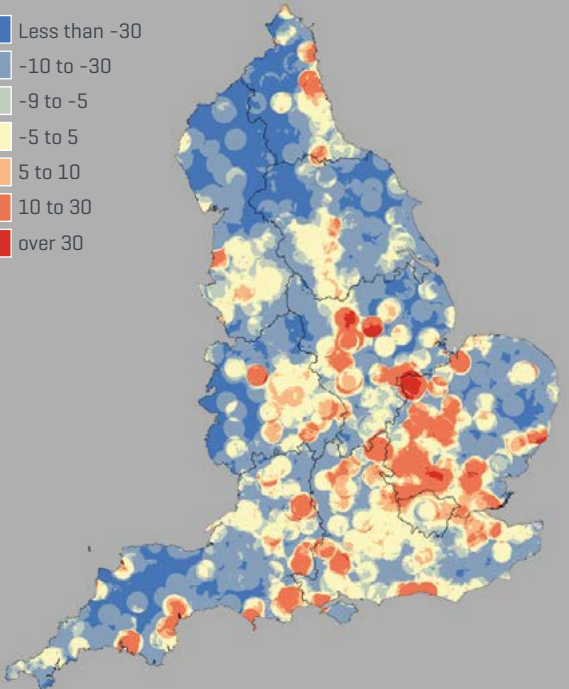 Less than -30
-10 to -30
-9 to -5
-5 to 5
5 to 10
10 to 30
over 30